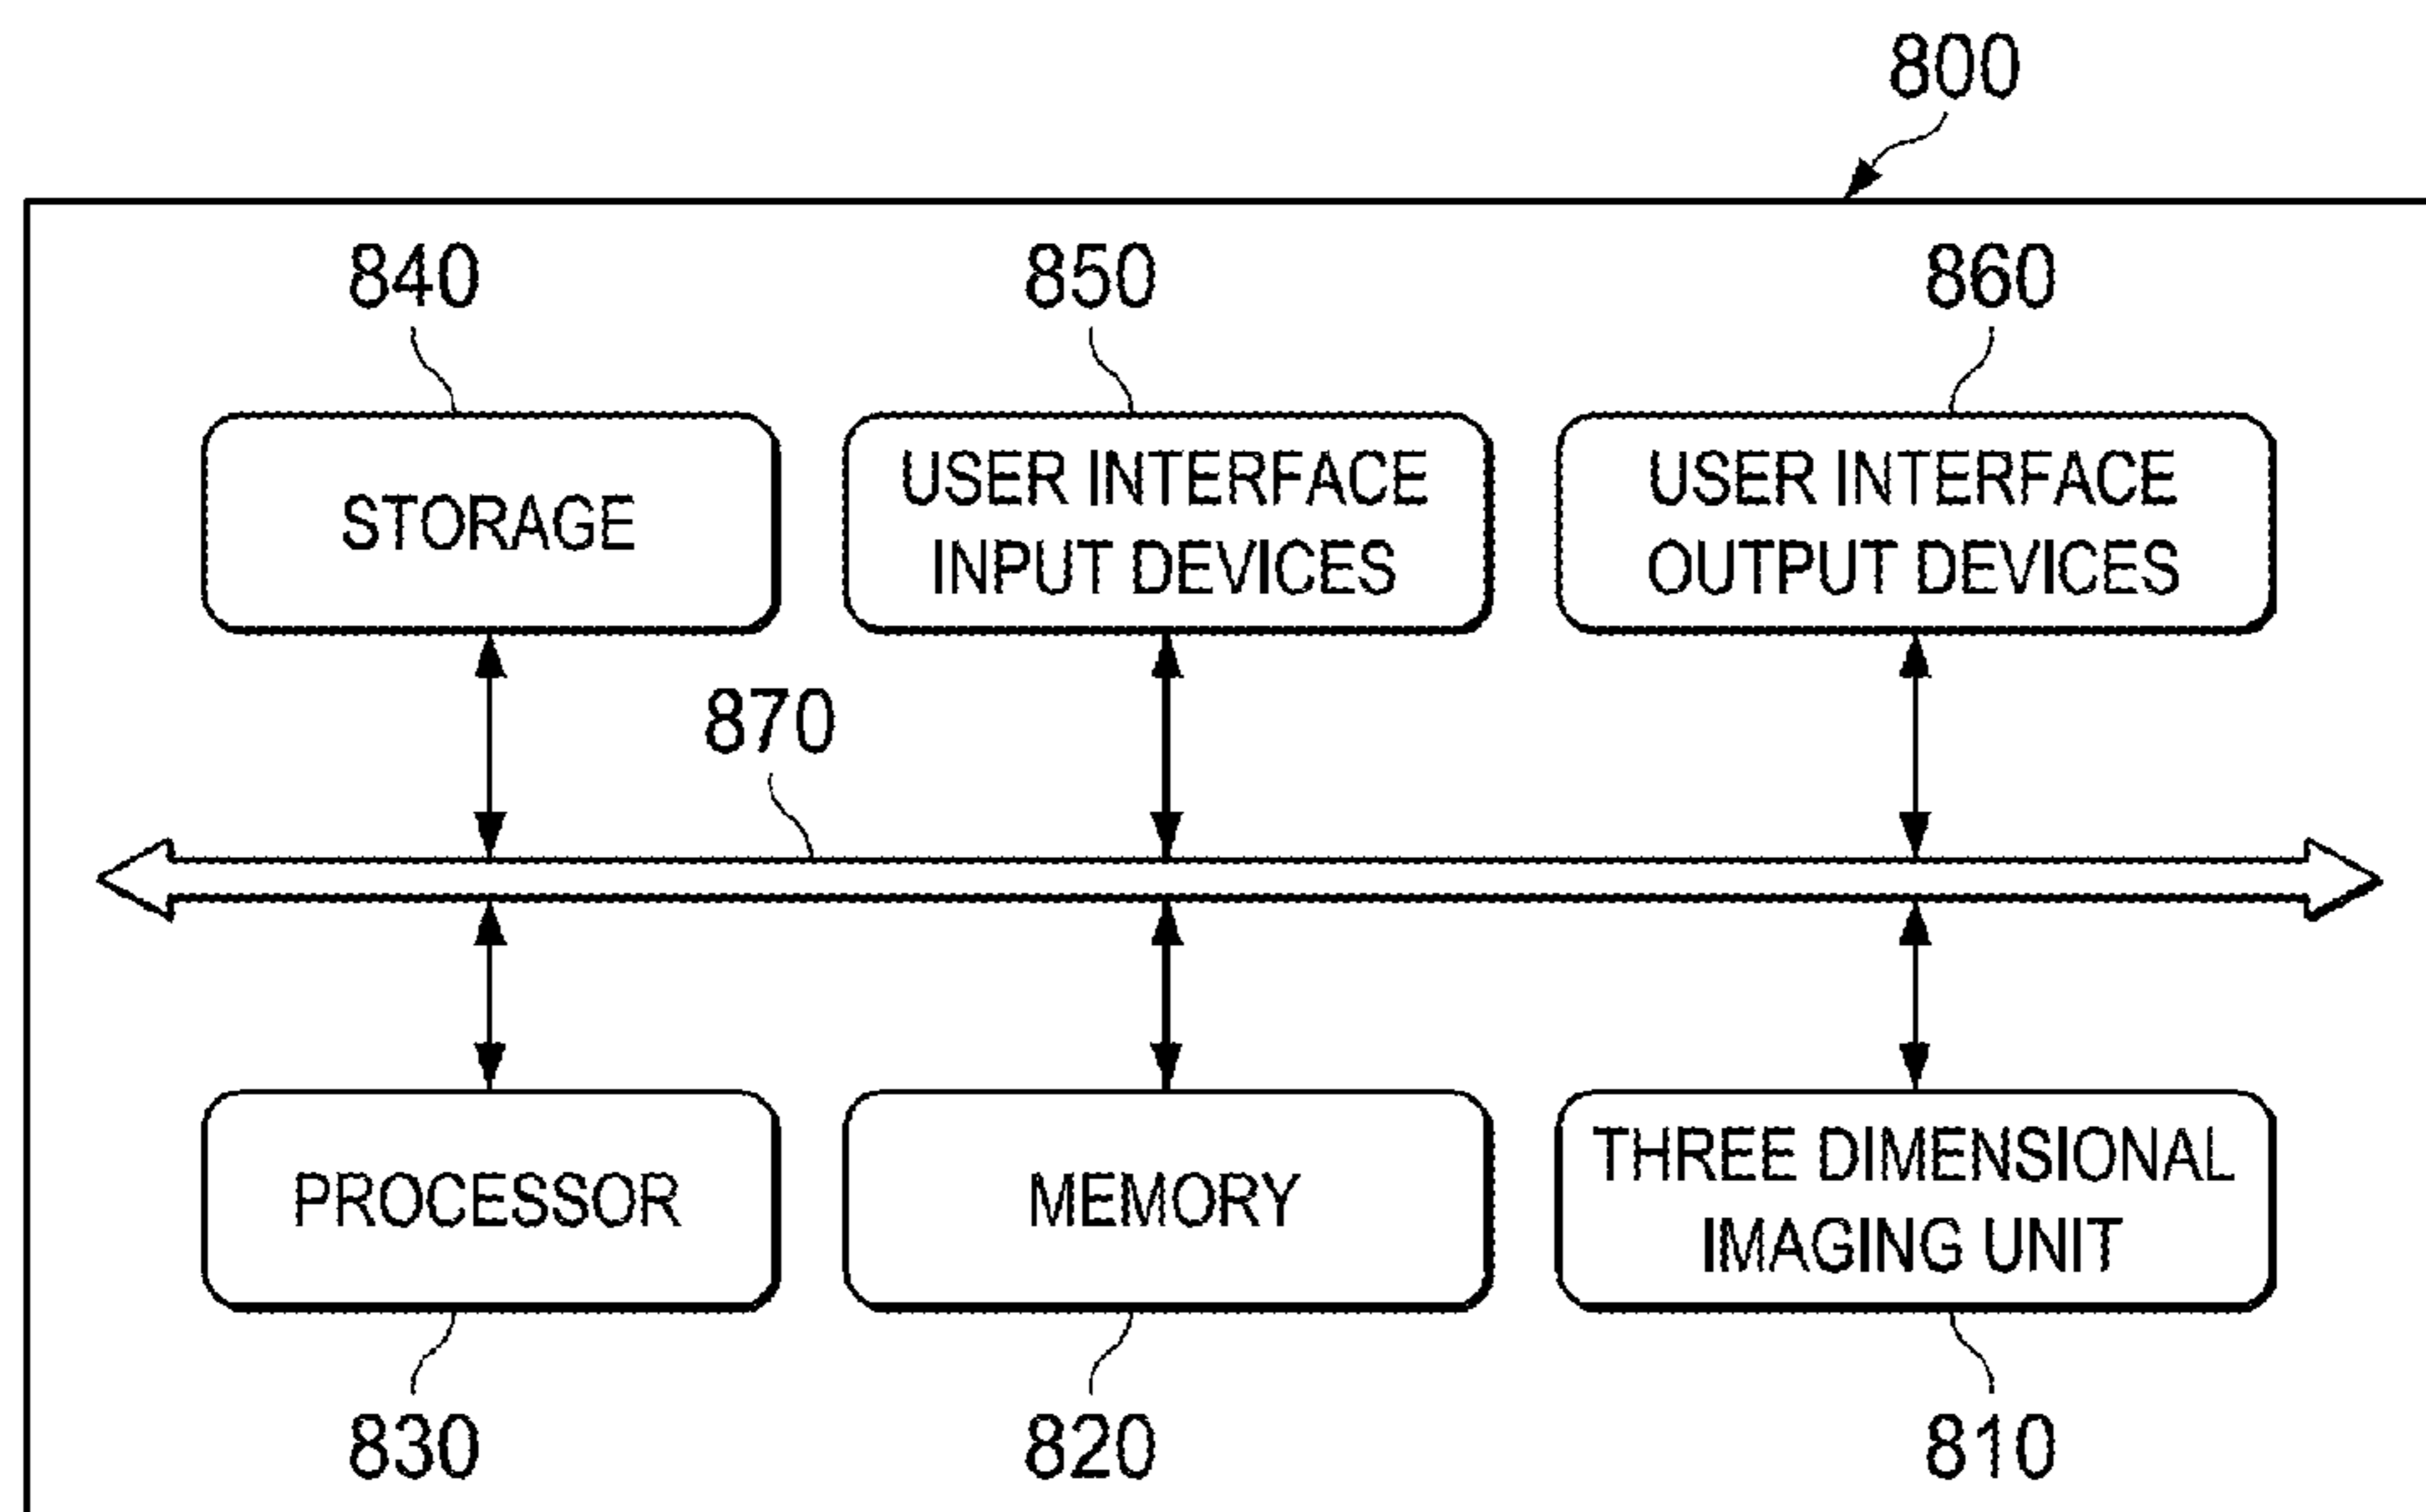 800
840
850
860
STORAGE
USER INTERFACE
INPUT DEVICES
USER INTERFACE
OUTPUT DEVICES
870
PROCESSOR
MEMORY
THREE DIMENSIONAL
IMAGING UNIT
830
820
810